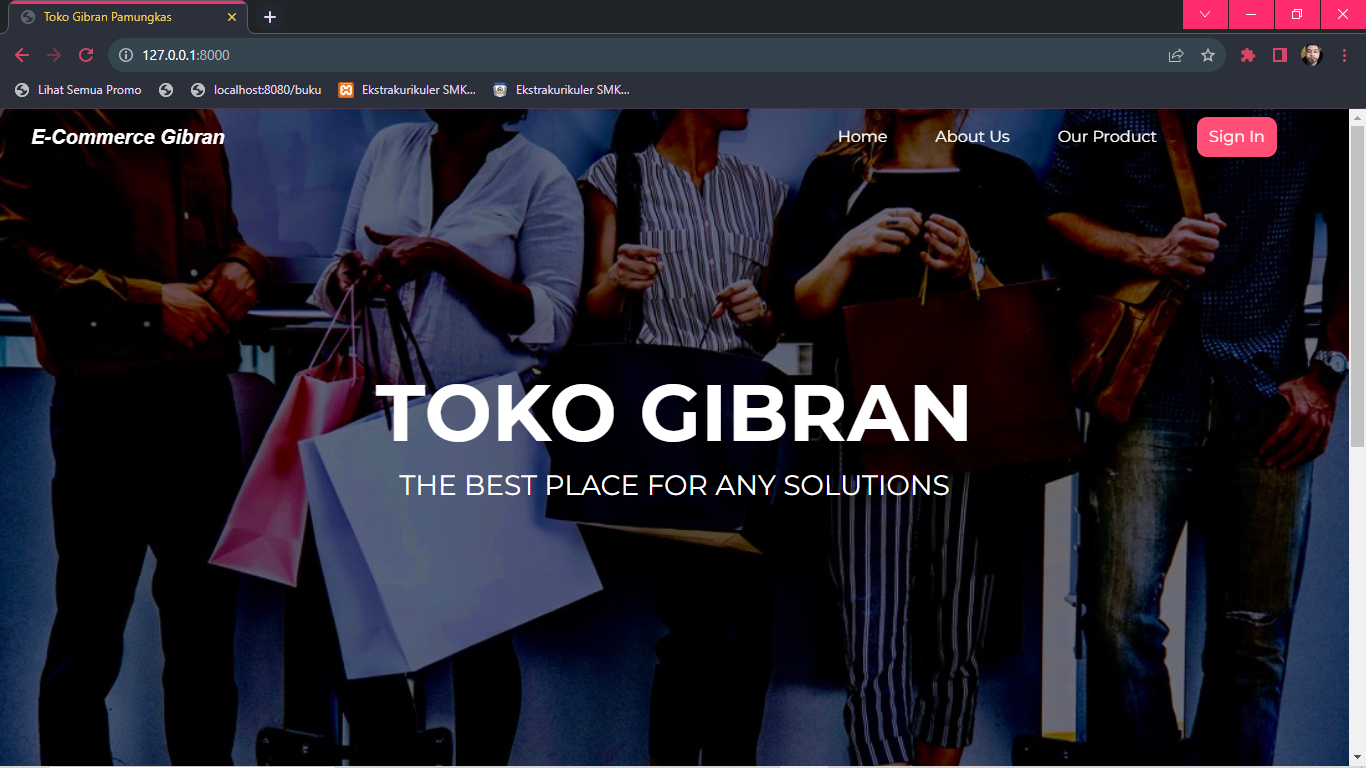 Toko Gibran Pamungkas
127.0.0.1:8000
Lihat Semua Promo
localhost:8080/buku
Ekstrakurikuler SMK...
Ekstrakurikuler SMK...
E-Commerce Gibran
Home
About Us
Our Product
Sign In
TOKO GIBRAN
THE BEST PLACE FOR ANY SOLUTIONS